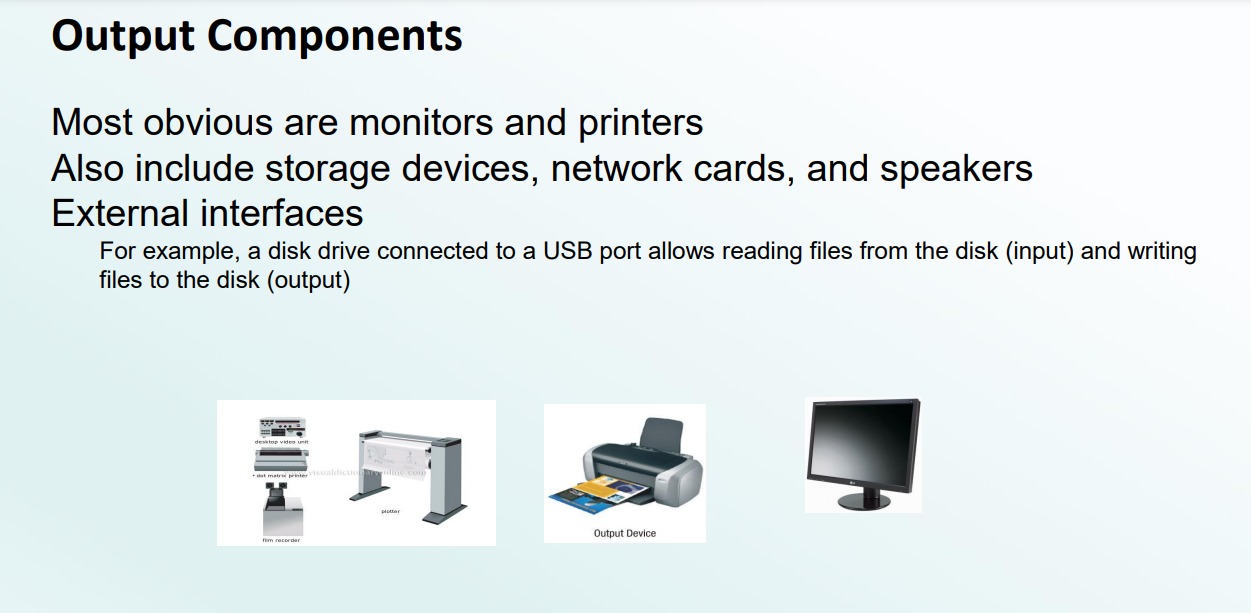 Output Components
Most obvious are monitors and printers
Also include storage devices, network cards, and speakers
External interfaces
For example, a disk drive connected to a USB port allows reading files from the disk (input) and writing
files to the disk (output)
desktop video unit
* dot matrix printer
visualdictionaryonline.com
plotter
film recorder
Output Device